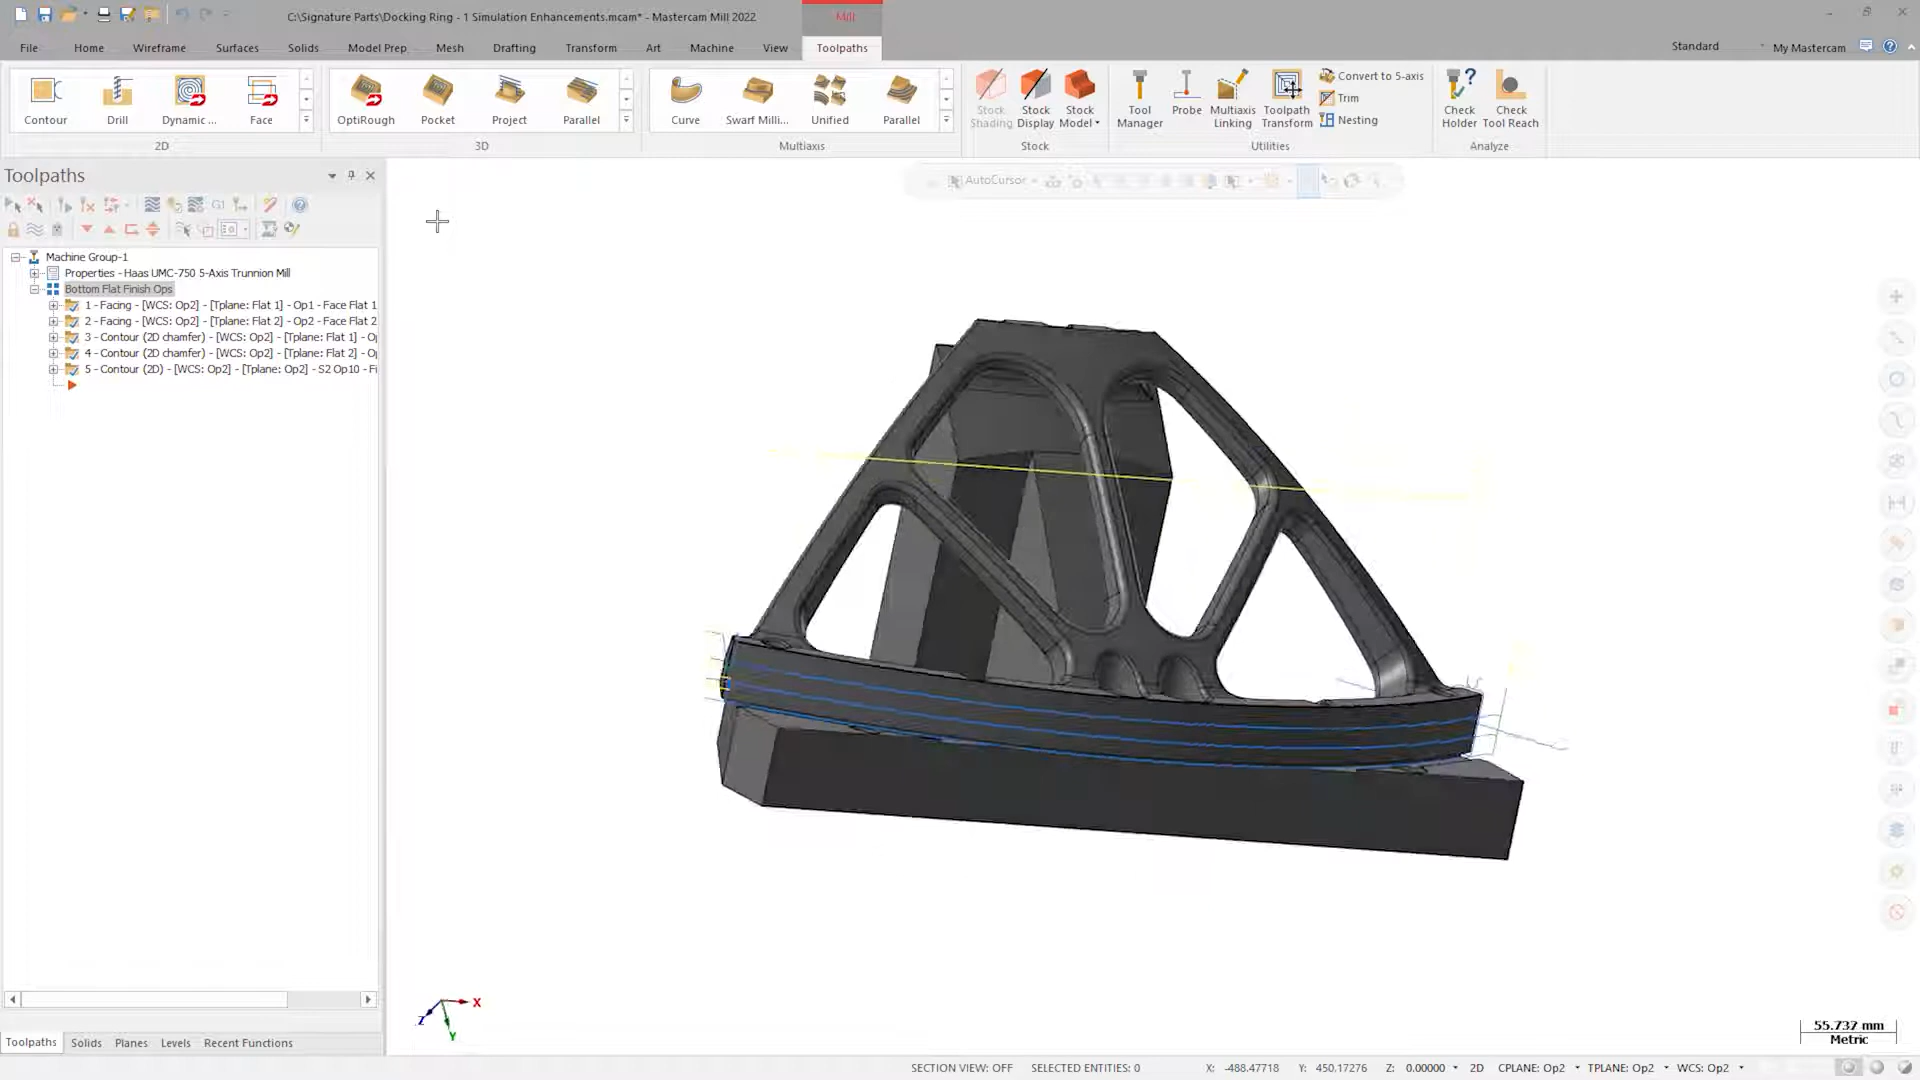 C:\Signature Parts\Docking Ring - 1 Simulation Enhancements.mcam* - Mastercam Mill 2022
Mill
File Home Wireframe Surfaces Solids Model Prep Mesh Drafting Transform Art Machine View Toolpaths
Standard My Mastercam
Contour Drill Dynamic ... Face
2D
OptiRough Pocket Project Parallel
3D
Curve Swarf Milli... Unified Parallel
Multiaxis
Stock Shading
Stock Display
Stock Model
Stock
Tool Manager
Probe
Multiaxis Linking
Toolpath Transform
Convert to 5-axis
Trim
Nesting
Utilities
Check Holder
Check Tool Reach
Analyze
Toolpaths
AutoCursor
G1
Machine Group-1
Properties - Haas UMC-750 5-Axis Trunnion Mill
Bottom Flat Finish Ops
1 - Facing - [WCS: Op2] - [Tplane: Flat 1] - Op1 - Face Flat 1
2 - Facing - [WCS: Op2] - [Tplane: Flat 2] - Op2 - Face Flat 2
3 - Contour (2D chamfer) - [WCS: Op2] - [Tplane: Flat 1] - Op
4 - Contour (2D chamfer) - [WCS: Op2] - [Tplane: Flat 2] - Op
5 - Contour (2D) - [WCS: Op2] - [Tplane: Op2] - S2 Op10 - Fi
X
Z
Y
55.737 mm
Metric
Toolpaths Solids Planes Levels Recent Functions
SECTION VIEW: OFF SELECTED ENTITIES: 0 X: -488.47718 Y: 450.17276 Z: 0.00000 2D CPLANE: Op2 TPLANE: Op2 WCS: Op2